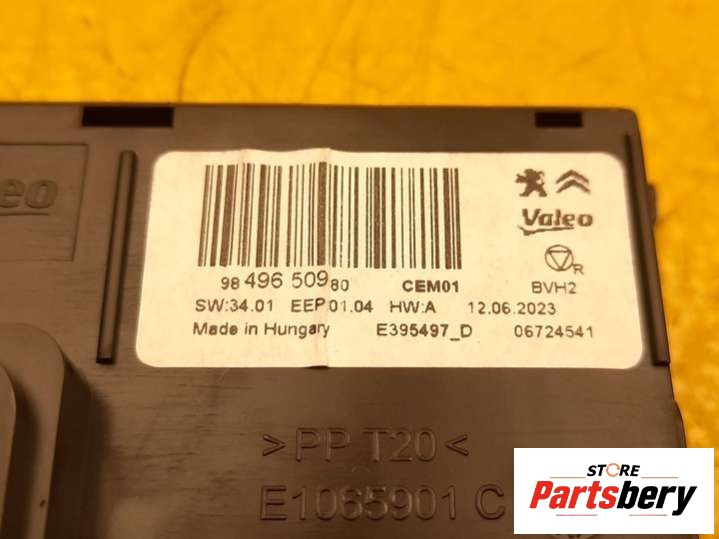 Valeo
98 496 509 80 CEM01 BVH2
SW:34.01 EEP:01.04 HW:A 12.06.2023
Made in Hungary E395497_D 06724541
R
>PP T20<
E1065901 C
STORE
Partsbery